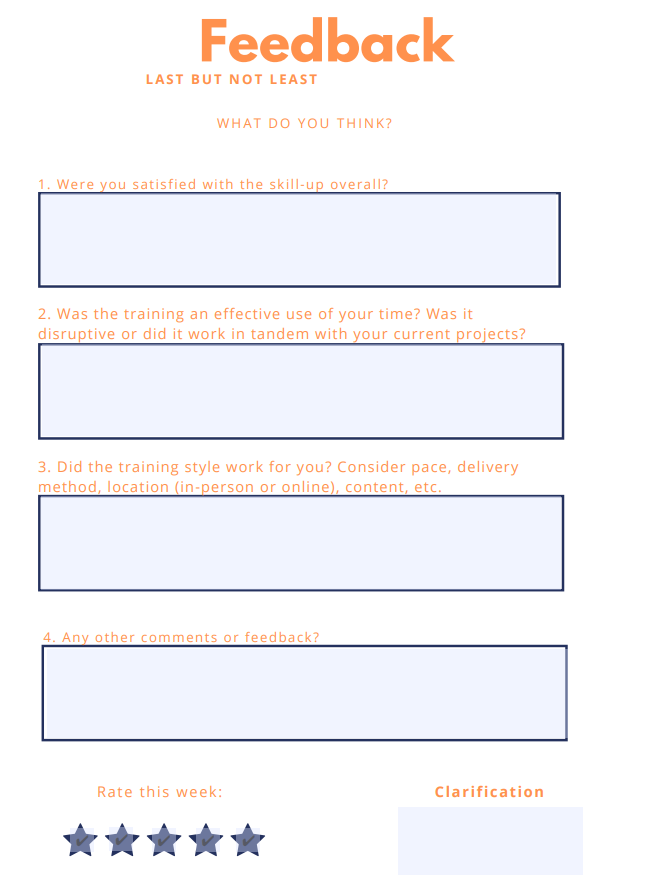 Feedback
LAST BUT NOT LEAST
WHAT DO YOU THINK?
1. Were you satisfied with the skill-up overall?
2. Was the training an effective use of your time? Was it
disruptive or did it work in tandem with your current projects?
3. Did the training style work for you? Consider pace, delivery
method, location (in-person or online), content, etc.
4. Any other comments or feedback?
Rate this week:
Clarification